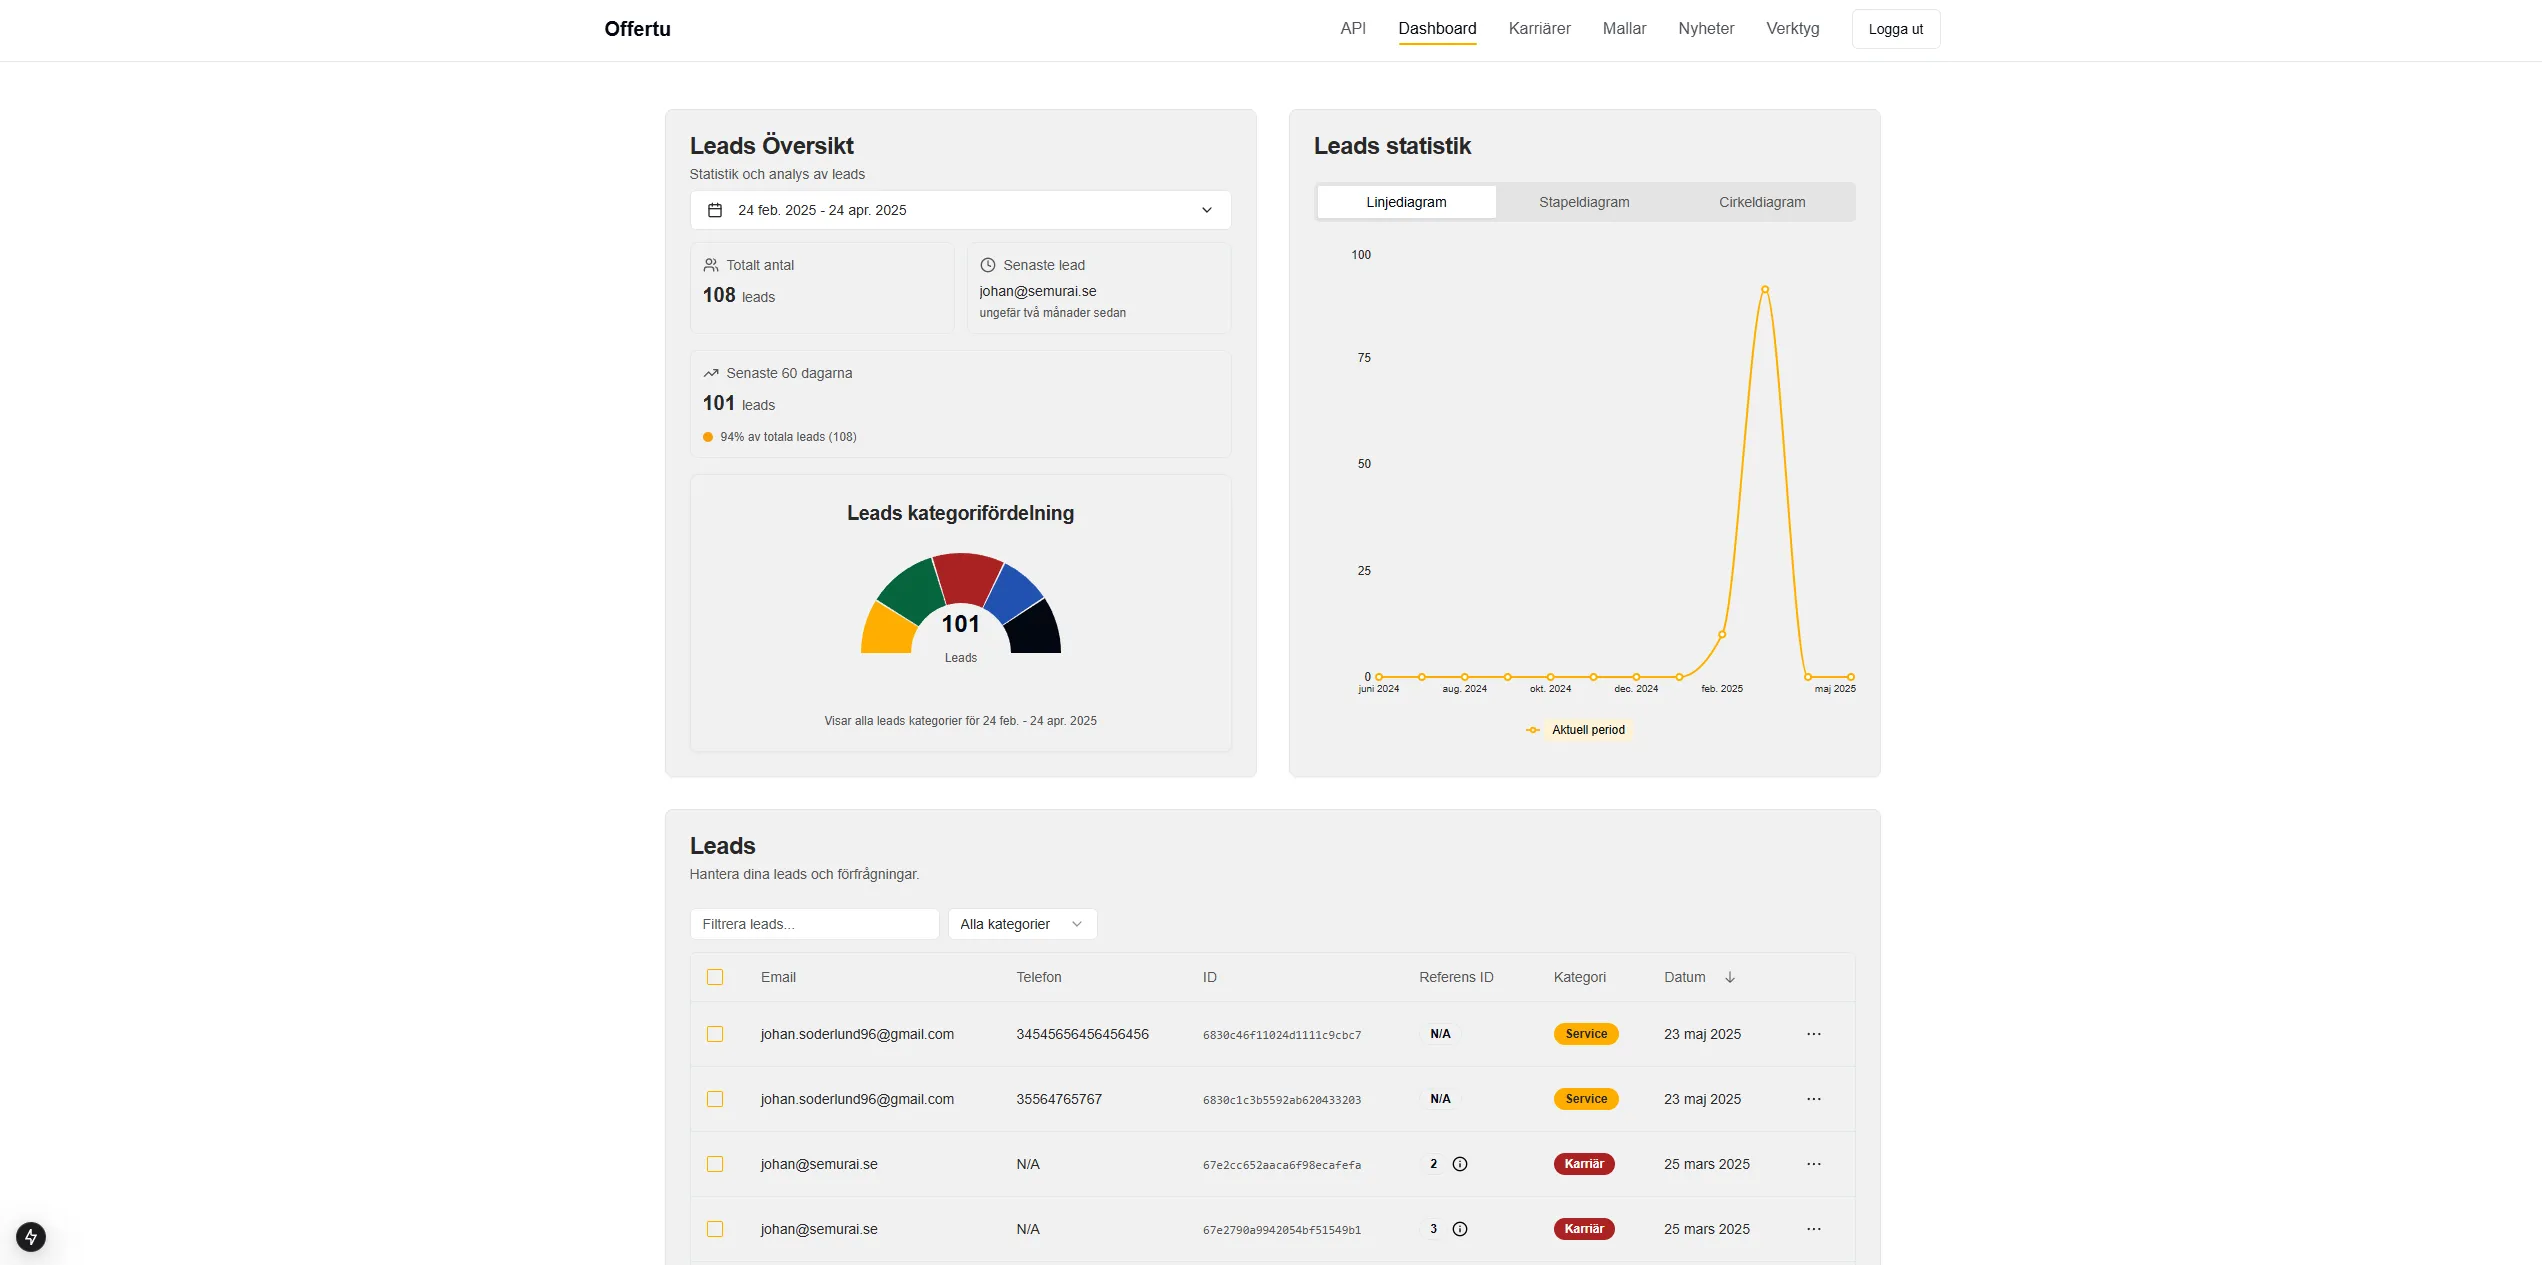 Offertu
API Dashboard Karriärer Mallar Nyheter Verktyg Logga ut
Leads Översikt
Statistik och analys av leads
24 feb. 2025 - 24 apr. 2025
Totalt antal
108 leads
Senaste lead
johan@semurai.se
ungefär två månader sedan
Senaste 60 dagarna
101 leads
94% av totala leads (108)
Leads kategorifördelning
101
Leads
Visar alla leads kategorier för 24 feb. - 24 apr. 2025
Leads statistik
Linjediagram Stapeldiagram Cirkeldiagram
100
75
50
25
0
juni 2024 aug. 2024 okt. 2024 dec. 2024 feb. 2025 maj 2025
Aktuell period
Leads
Hantera dina leads och förfrågningar.
Filtrera leads... Alla kategorier
Email Telefon ID Referens ID Kategori Datum
johan.soderlund96@gmail.com 34545656456456456 6830c46f11024d1111c9cbc7 N/A Service 23 maj 2025
johan.soderlund96@gmail.com 35564765767 6830c1c3b5592ab620433203 N/A Service 23 maj 2025
johan@semurai.se N/A 67e2cc652aaca6f98ecafefa 2 Karriär 25 mars 2025
johan@semurai.se N/A 67e2790a9942054bf51549b1 3 Karriär 25 mars 2025